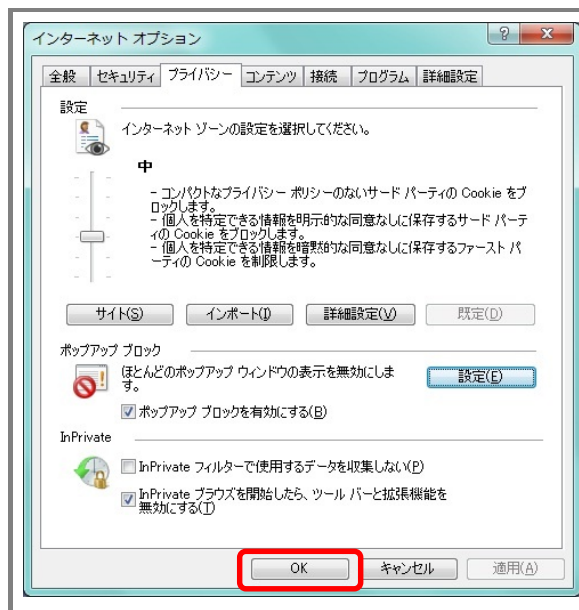 インターネット オプション
全般 セキュリティ プライバシー コンテンツ 接続 プログラム 詳細設定
設定
インターネット ゾーンの設定を選択してください。
中
- コンパクトなプライバシー ポリシーのないサード パーティの Cookie をブ
ロックします。
- 個人を特定できる情報を明示的な同意なしに保存するサード パーテ
ィの Cookie をブロックします。
- 個人を特定できる情報を暗黙的な同意なしに保存するファースト パ
ーティの Cookie を制限します。
サイト(S) インポート(I) 詳細設定(V) 既定(D)
ポップアップ ブロック
ほとんどのポップアップ ウィンドウの表示を無効にしま
す。
設定(E)
ポップアップ ブロックを有効にする(B)
InPrivate
InPrivate フィルターで使用するデータを収集しない(P)
InPrivate ブラウズを開始したら、ツール バーと拡張機能を
無効にする(T)
OK キャンセル 適用(A)